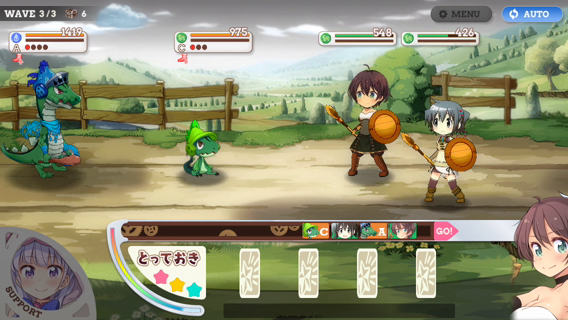 WAVE 3/3 6
MENU
AUTO
1419
975
548
426
A
C
C
A
GO!
とっておき
SUPPORT